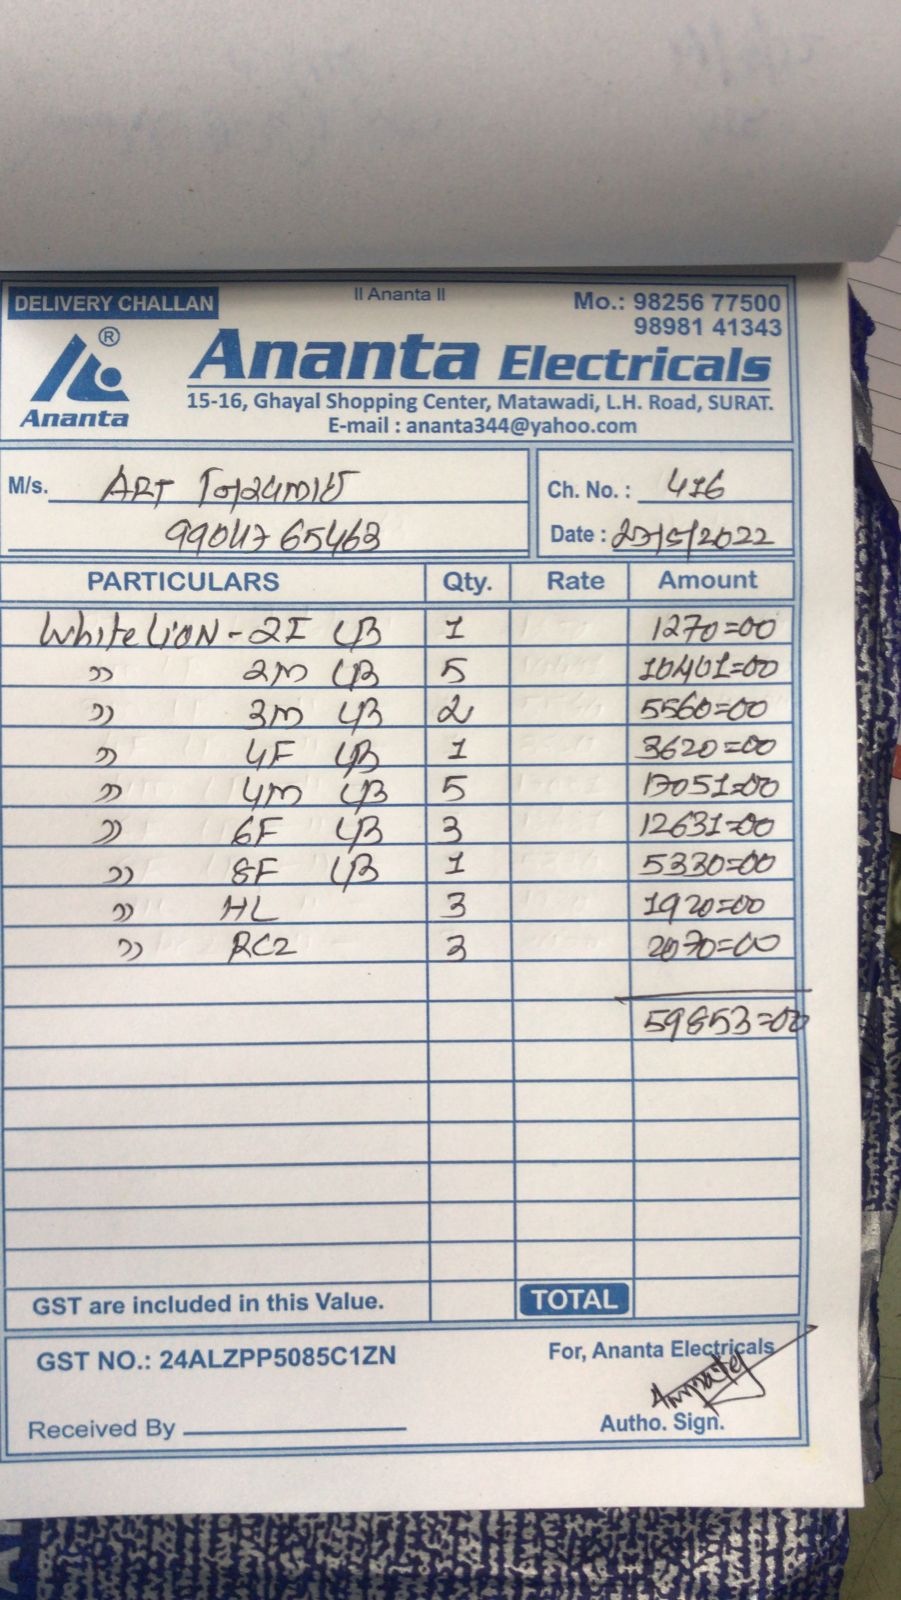 DELIVERY CHALLAN
II Ananta II
Mo.: 98256 77500
98981 41343
Ananta Electricals
®
Ananta
15-16, Ghayal Shopping Center, Matawadi, L.H. Road, SURAT.
E-mail : ananta344@yahoo.com
M/s. ART
Ch. No. : 416
99047 65463
Date : 27/5/2022
PARTICULARS Qty. Rate Amount
White LION - 2I LB 1 1270=00
" 2M LB 5 10401=00
" 3M LB 2 5560=00
" 4F LB 1 3620=00
" 4M LB 5 17051=00
" 6F LB 3 12631=00
" 8F LB 1 5330=00
" HL 3 1920=00
" RC2 3 2070=00
59853=00
GST are included in this Value. TOTAL
GST NO.: 24ALZPP5085C1ZN
For, Ananta Electricals
Received By
Autho. Sign.